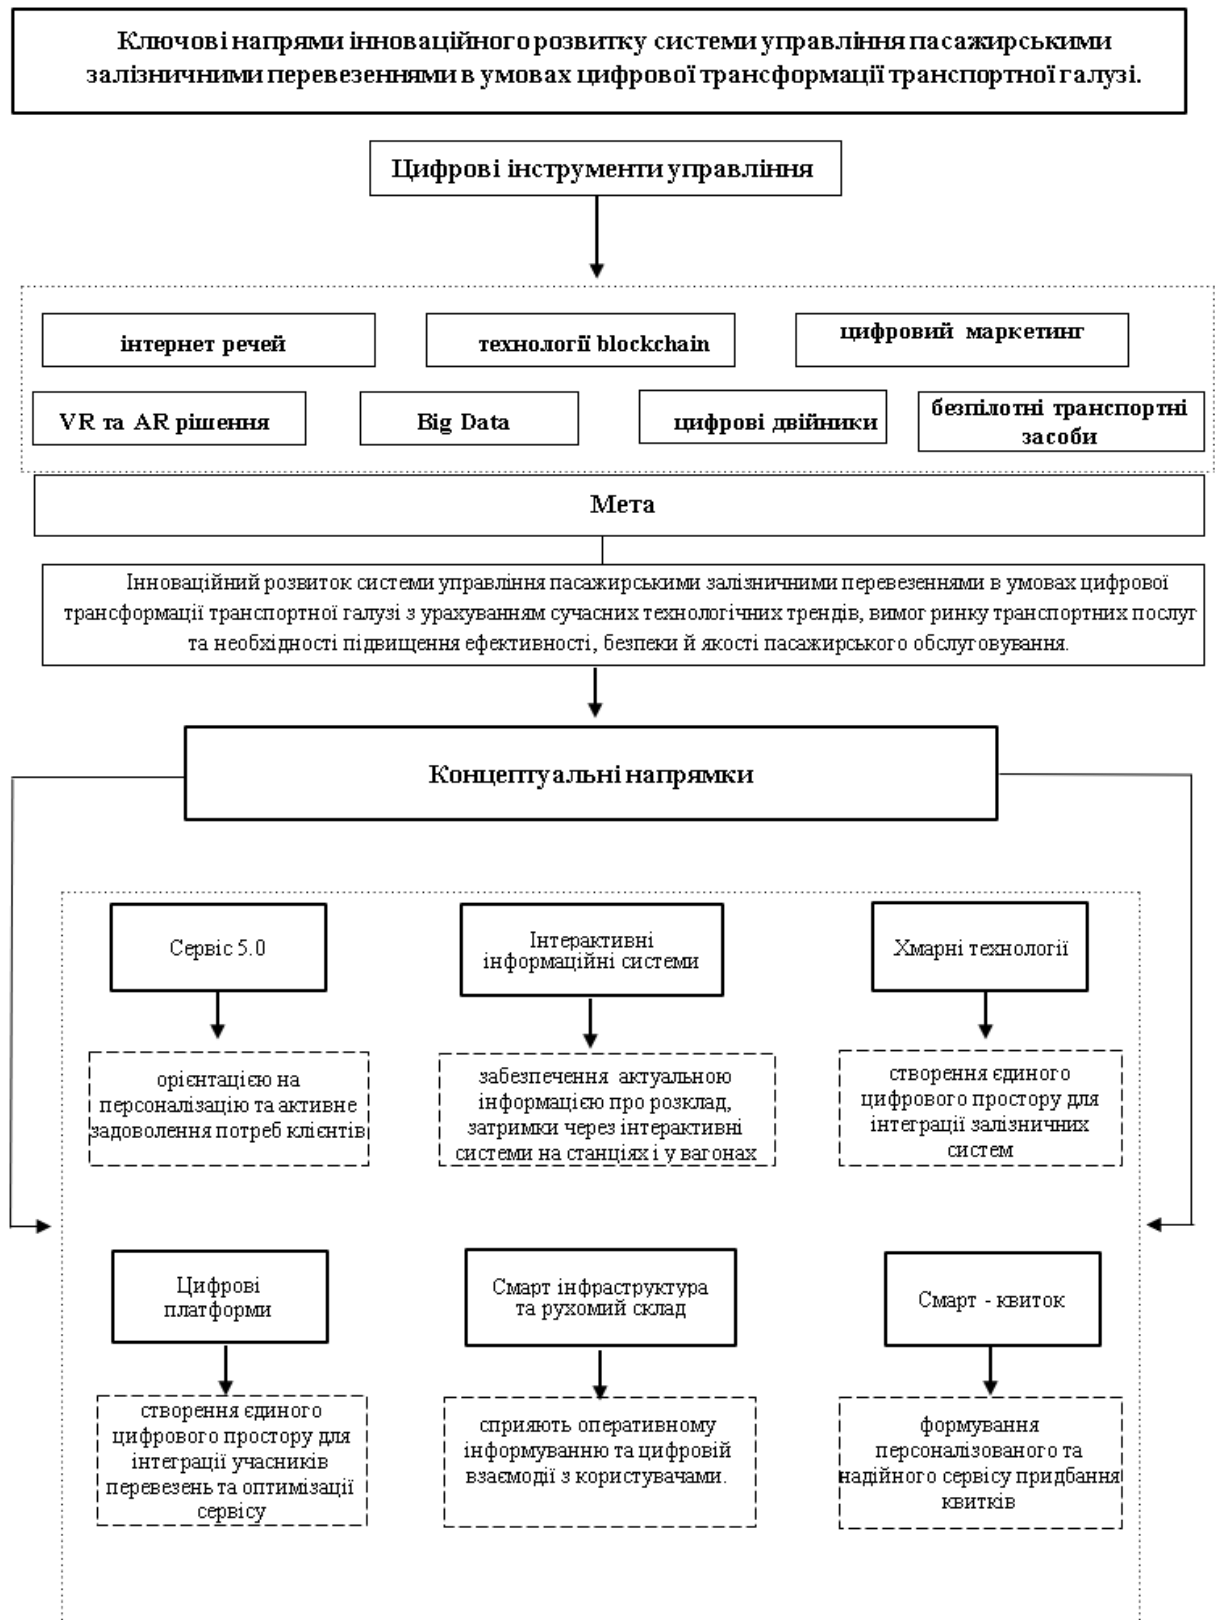 Ключові напрями інноваційного розвитку системи управління пасажирськими
залізничними перевезеннями в умовах цифрової трансформації транспортної галузі.
Цифрові інструменти управління
інтернет речей
технології blockchain
цифровий маркетинг
VR та AR рішення
Big Data
цифрові двійники
безпілотні транспортні
засоби
Мета
Інноваційний розвиток системи управління пасажирськими залізничними перевезеннями в умовах цифрової
трансформації транспортної галузі з урахуванням сучасних технологічних трендів, вимог ринку транспортних послуг
та необхідності підвищення ефективності, безпеки й якості пасажирського обслуговування.
Концептуальні напрямки
Сервіс 5.0
Інтерактивні
інформаційні системи
Хмарні технології
орієнтацією на
персоналізацію та активне
задоволення потреб клієнтів
забезпечення актуальною
інформацією про розклад,
затримки через інтерактивні
системи на станціях і у вагонах
створення єдиного
цифрового простору для
інтеграції залізничних
систем
Цифрові
платформи
Смарт інфраструктура
та рухомий склад
Смарт - квиток
створення єдиного
цифрового простору для
інтеграції учасників
перевезень та оптимізації
сервісу
сприяють оперативному
інформуванню та цифровій
взаємодії з користувачами.
формування
персоналізованого та
надійного сервісу придбання
квитків